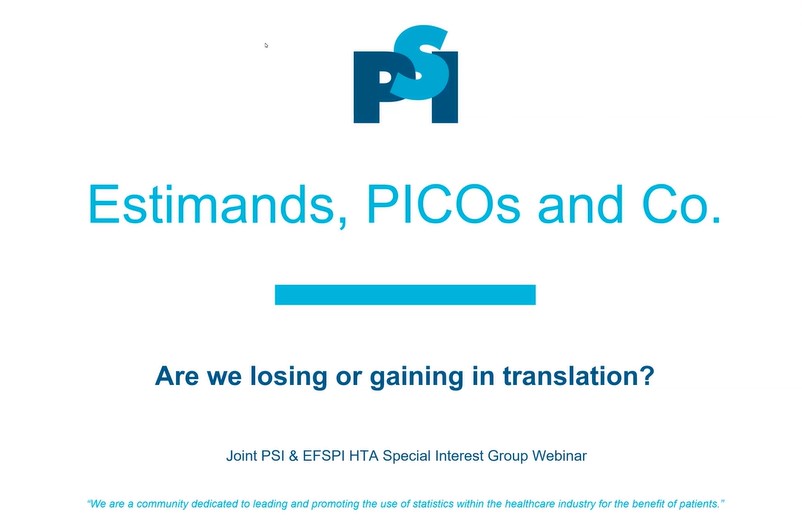 PSI
Estimands, PICOs and Co.
Are we losing or gaining in translation?
Joint PSI & EFSPI HTA Special Interest Group Webinar
“We are a community dedicated to leading and promoting the use of statistics within the healthcare industry for the benefit of patients.”